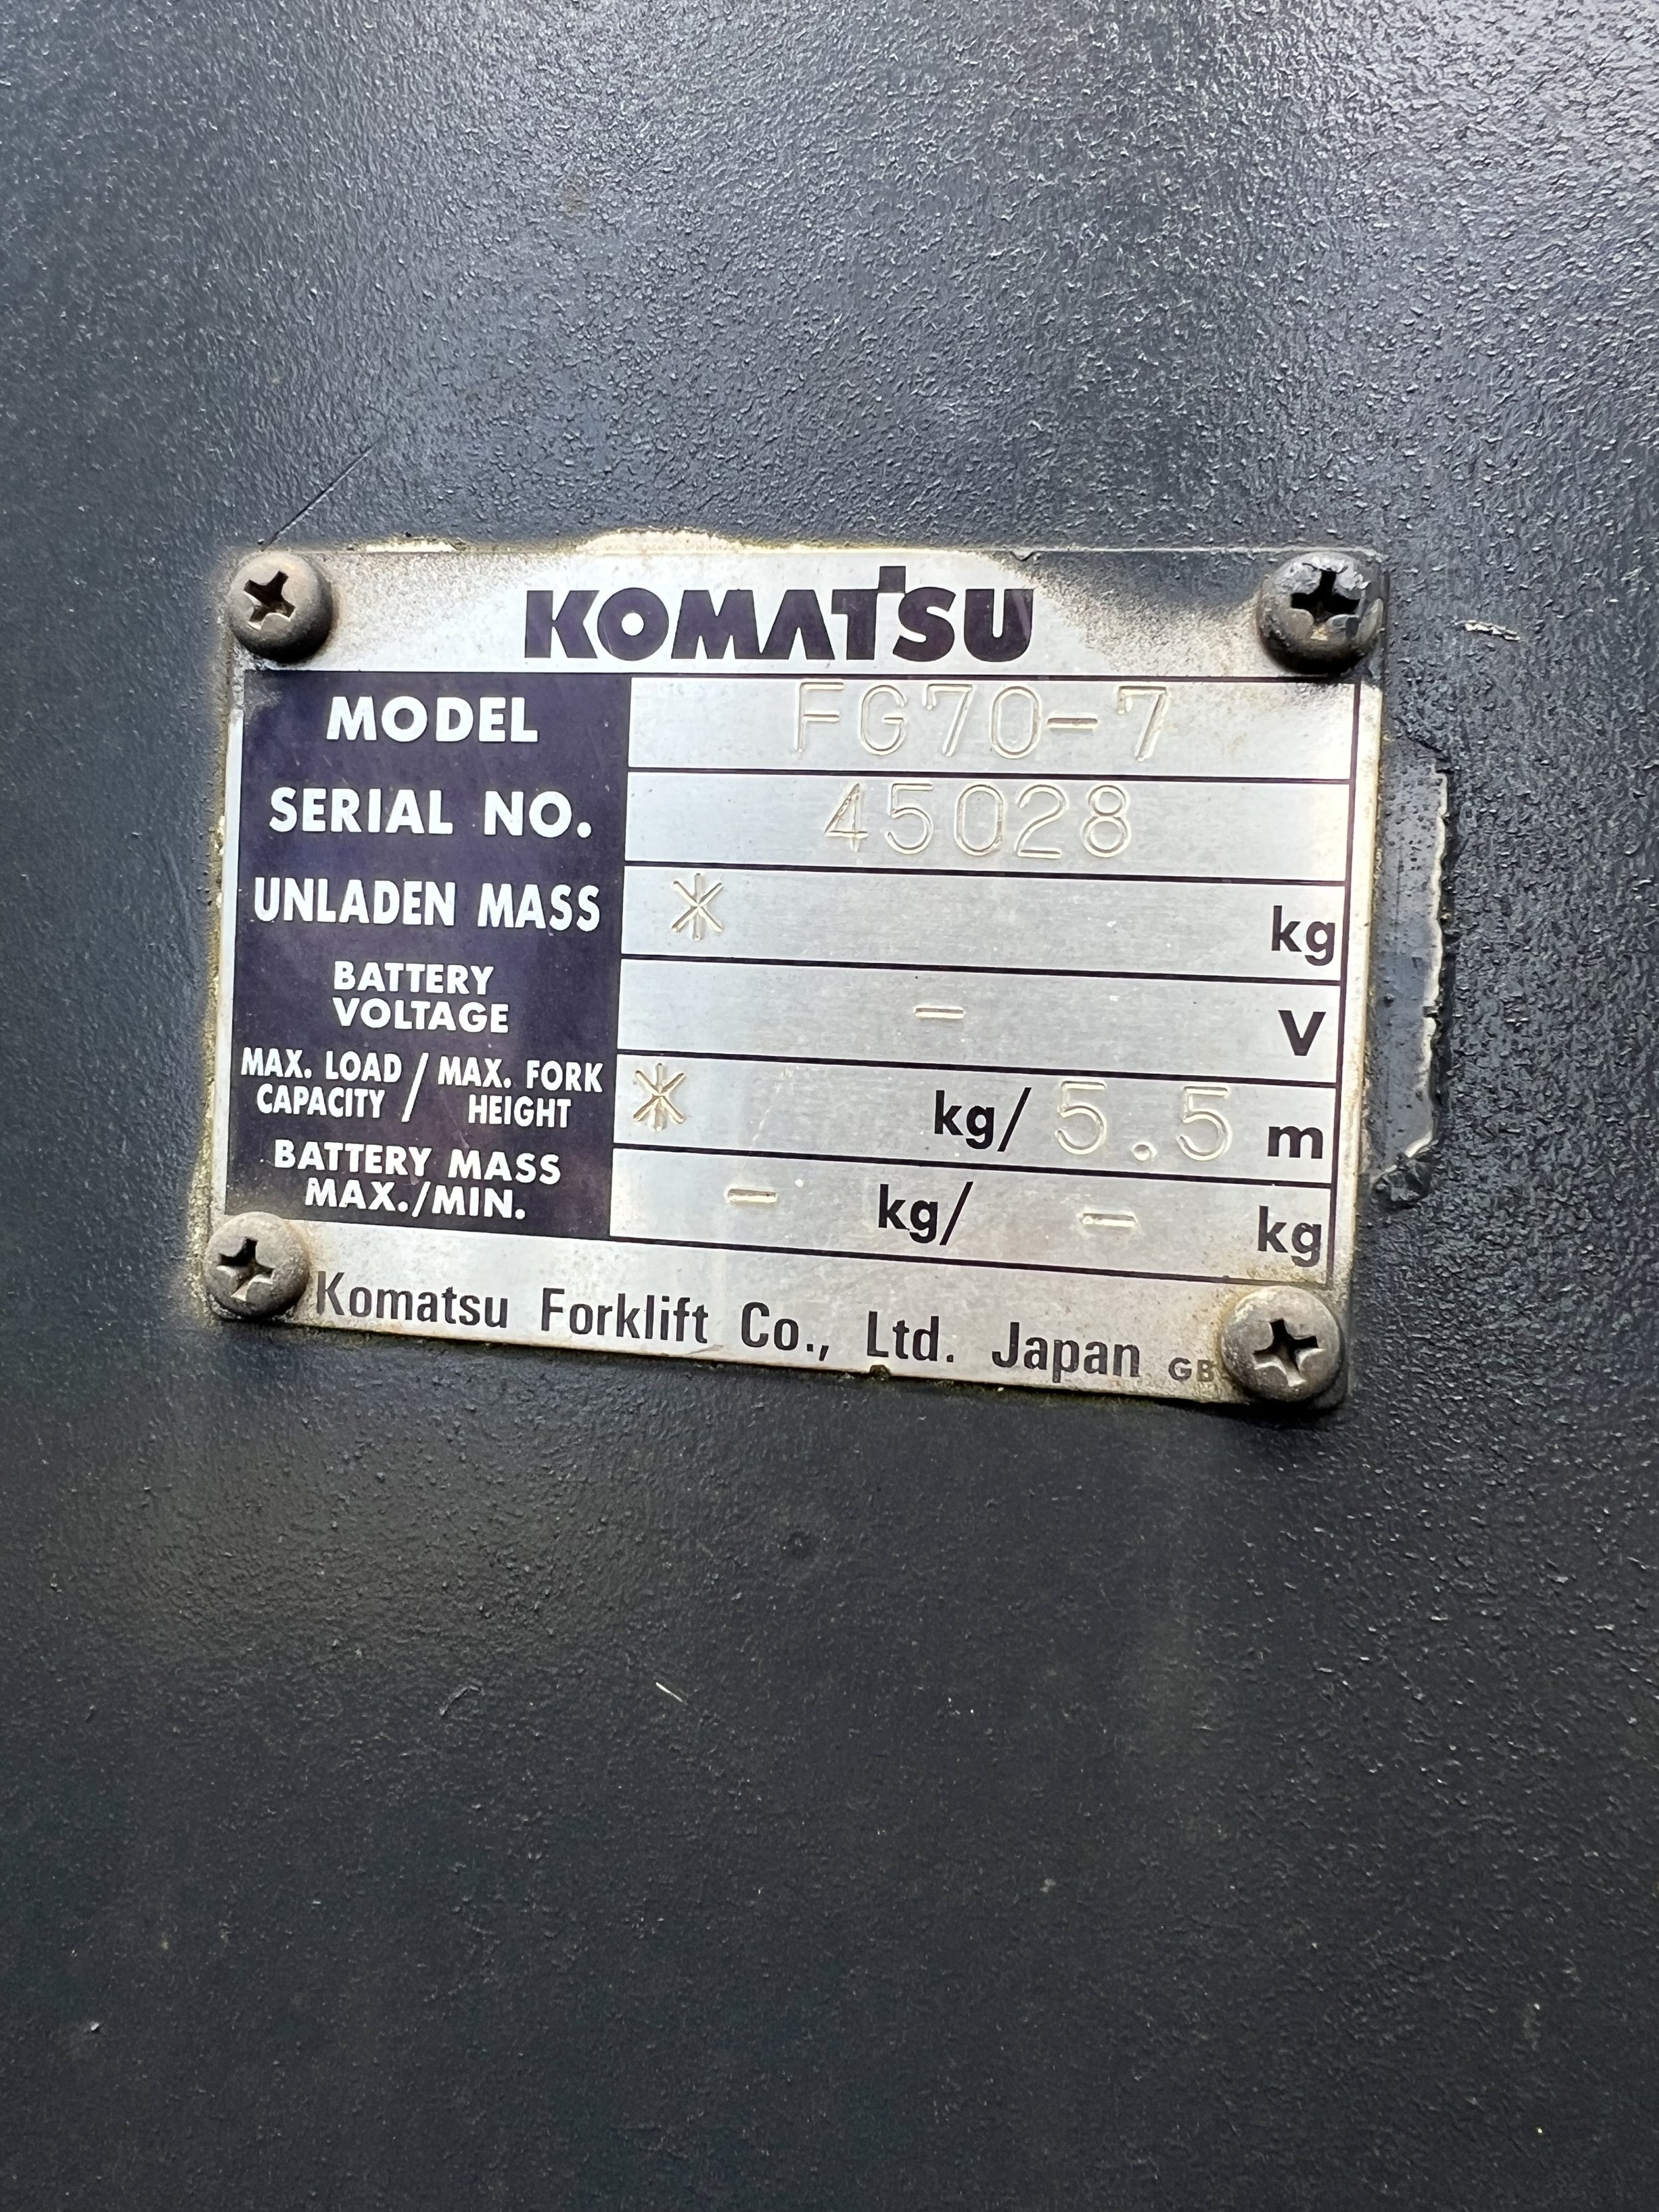 KOMATSU
MODEL FG70-7
SERIAL NO. 45028
UNLADEN MASS * kg
BATTERY
VOLTAGE - V
MAX. LOAD / MAX. FORK
CAPACITY HEIGHT * kg/ 5.5 m
BATTERY MASS
MAX./MIN. - kg/ - kg
Komatsu Forklift Co., Ltd. Japan GB